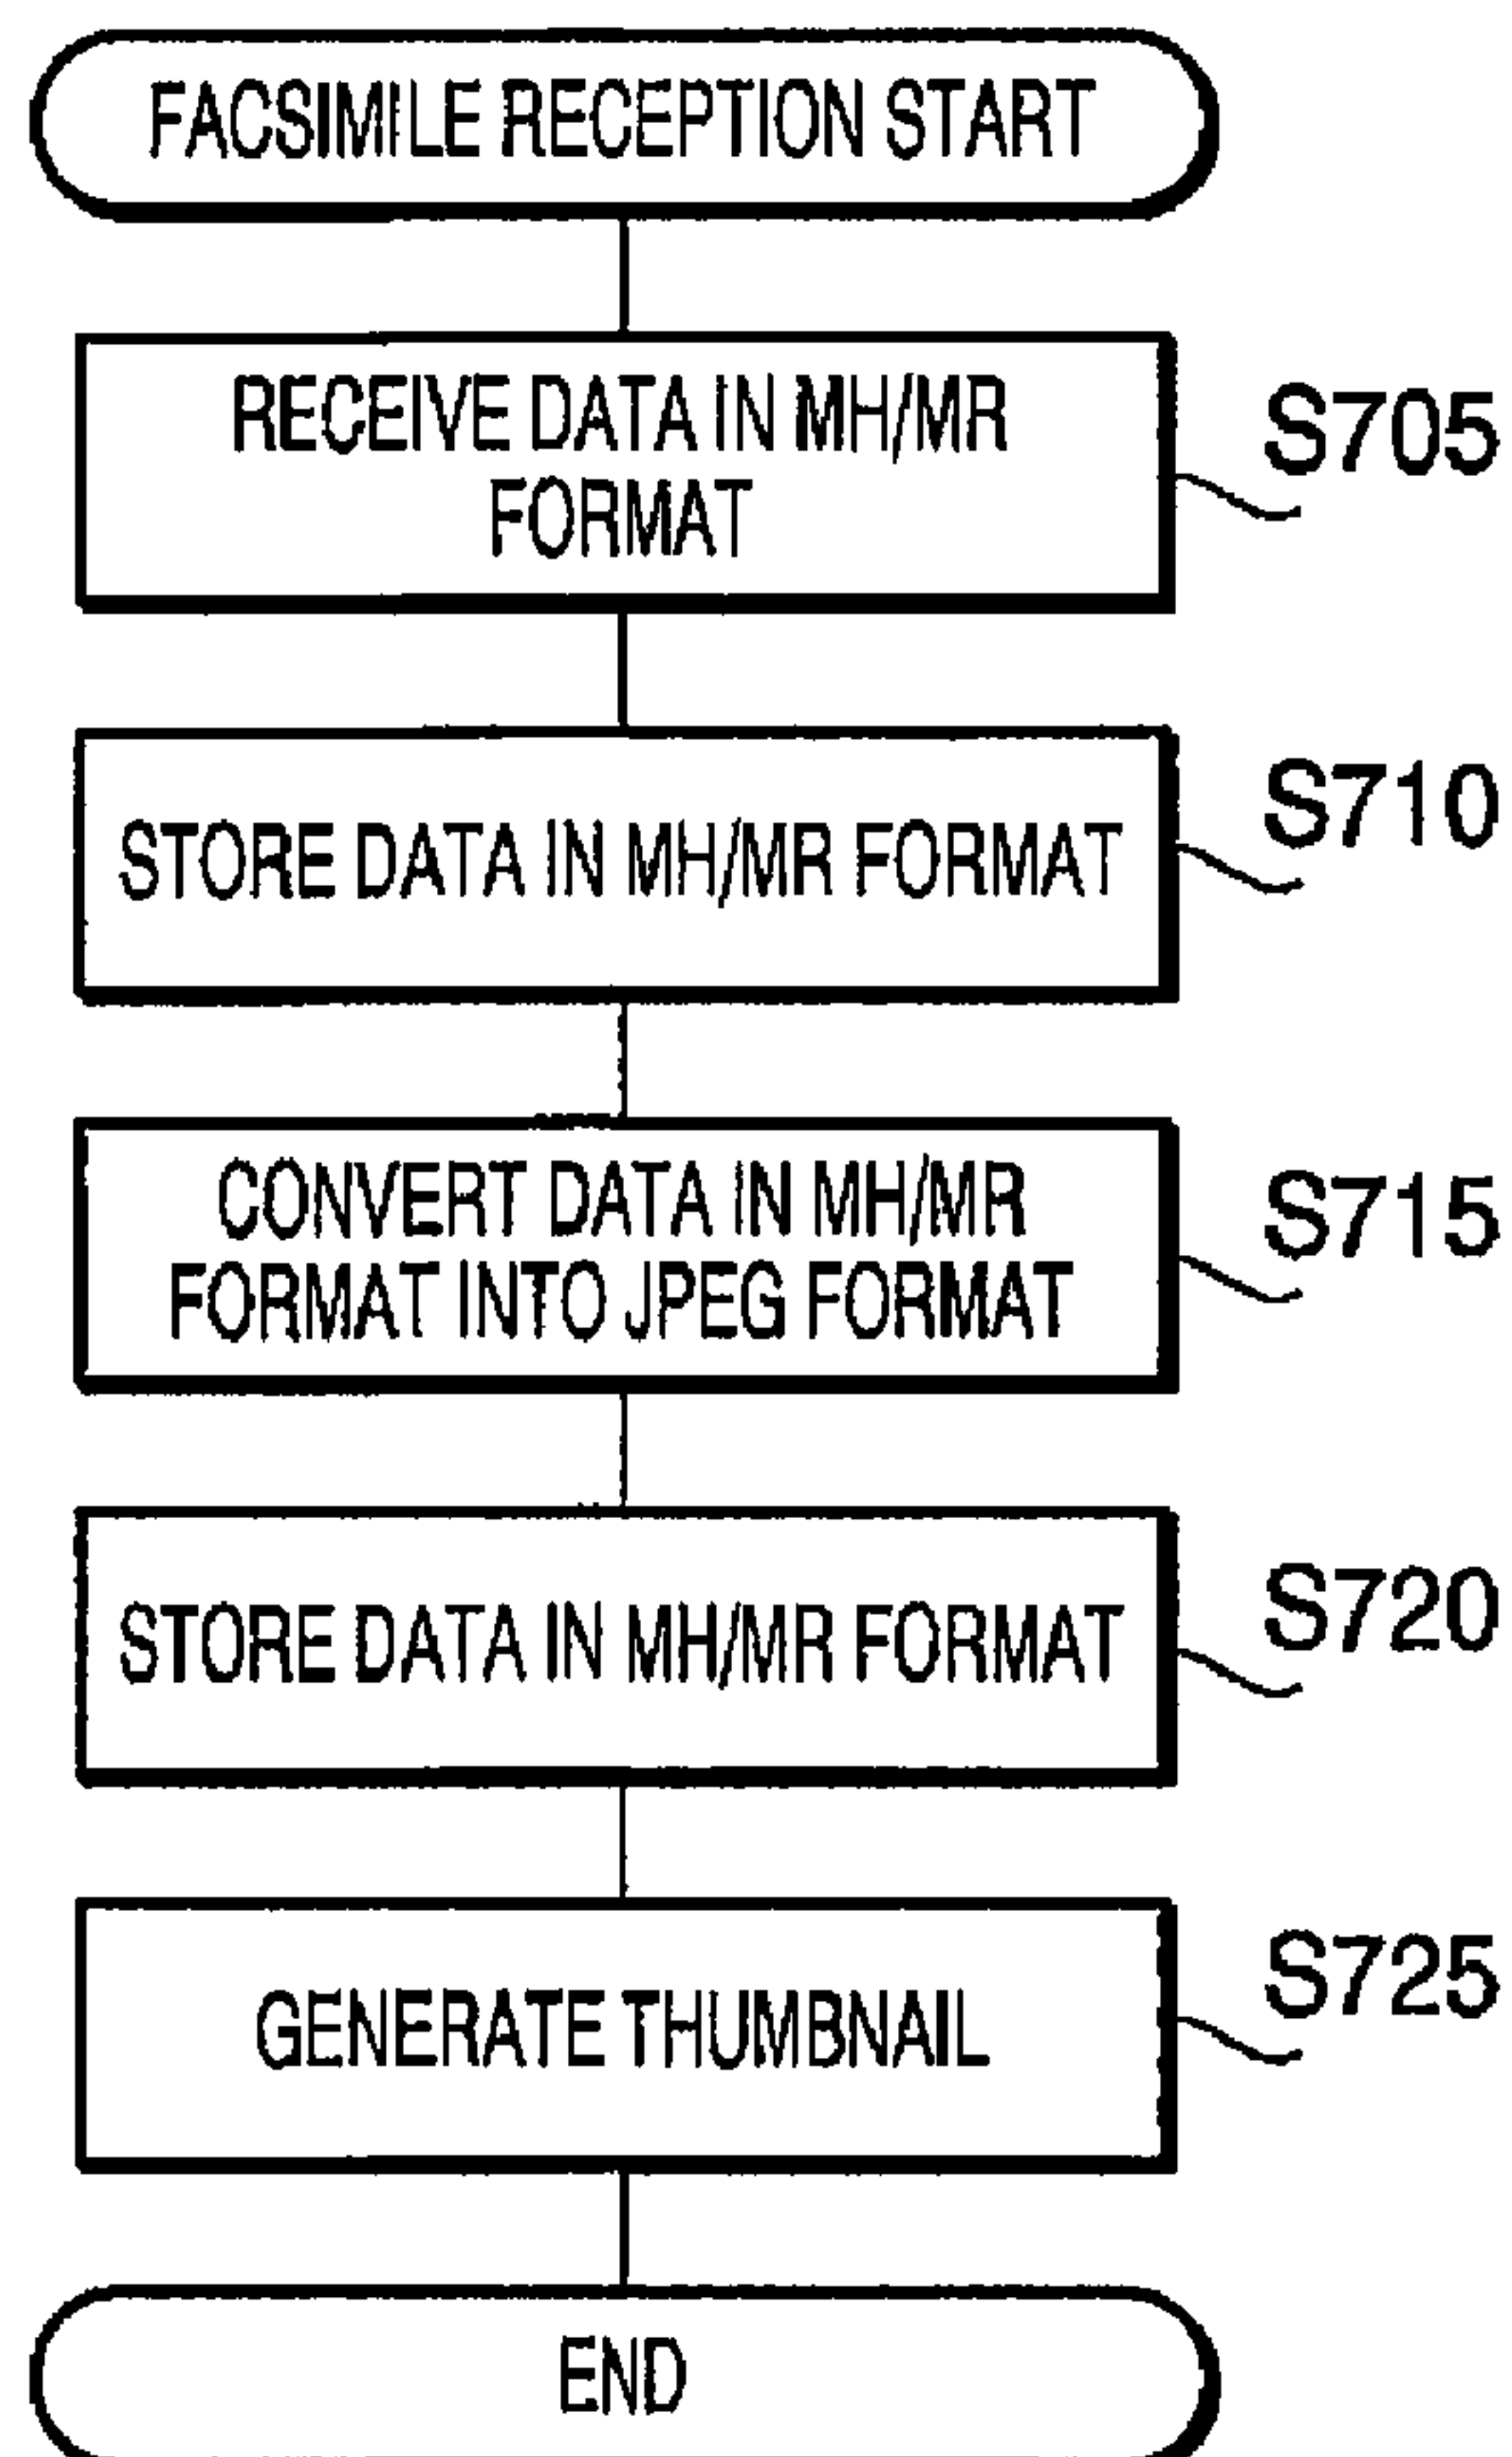 FACSIMILE RECEPTION START
RECEIVE DATA IN MH/MR
FORMAT
S705
STORE DATA IN MH/MR FORMAT
S710
CONVERT DATA IN MH/MR
FORMAT INTO JPEG FORMAT
S715
STORE DATA IN MH/MR FORMAT
S720
GENERATE THUMBNAIL
S725
END